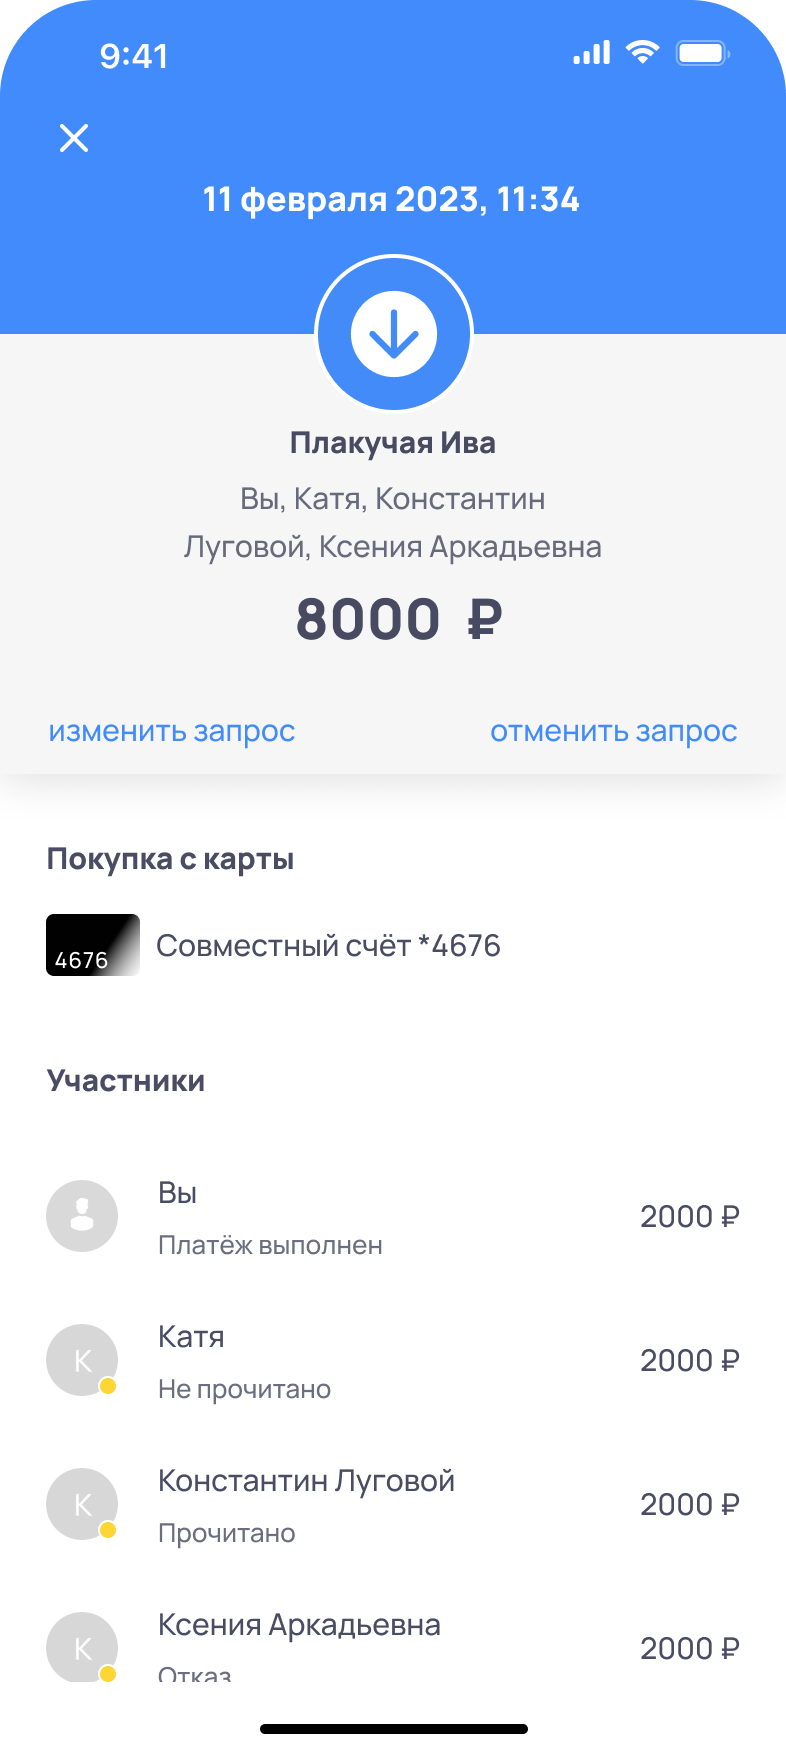 9:41
11 февраля 2023, 11:34
Плакучая Ива
Вы, Катя, Константин
Луговой, Ксения Аркадьевна
8000 ₽
изменить запрос
отменить запрос
Покупка с карты
4676
Совместный счёт *4676
Участники
Вы
Платёж выполнен
2000 ₽
К
Катя
Не прочитано
2000 ₽
К
Константин Луговой
Прочитано
2000 ₽
К
Ксения Аркадьевна
Отказ
2000 ₽